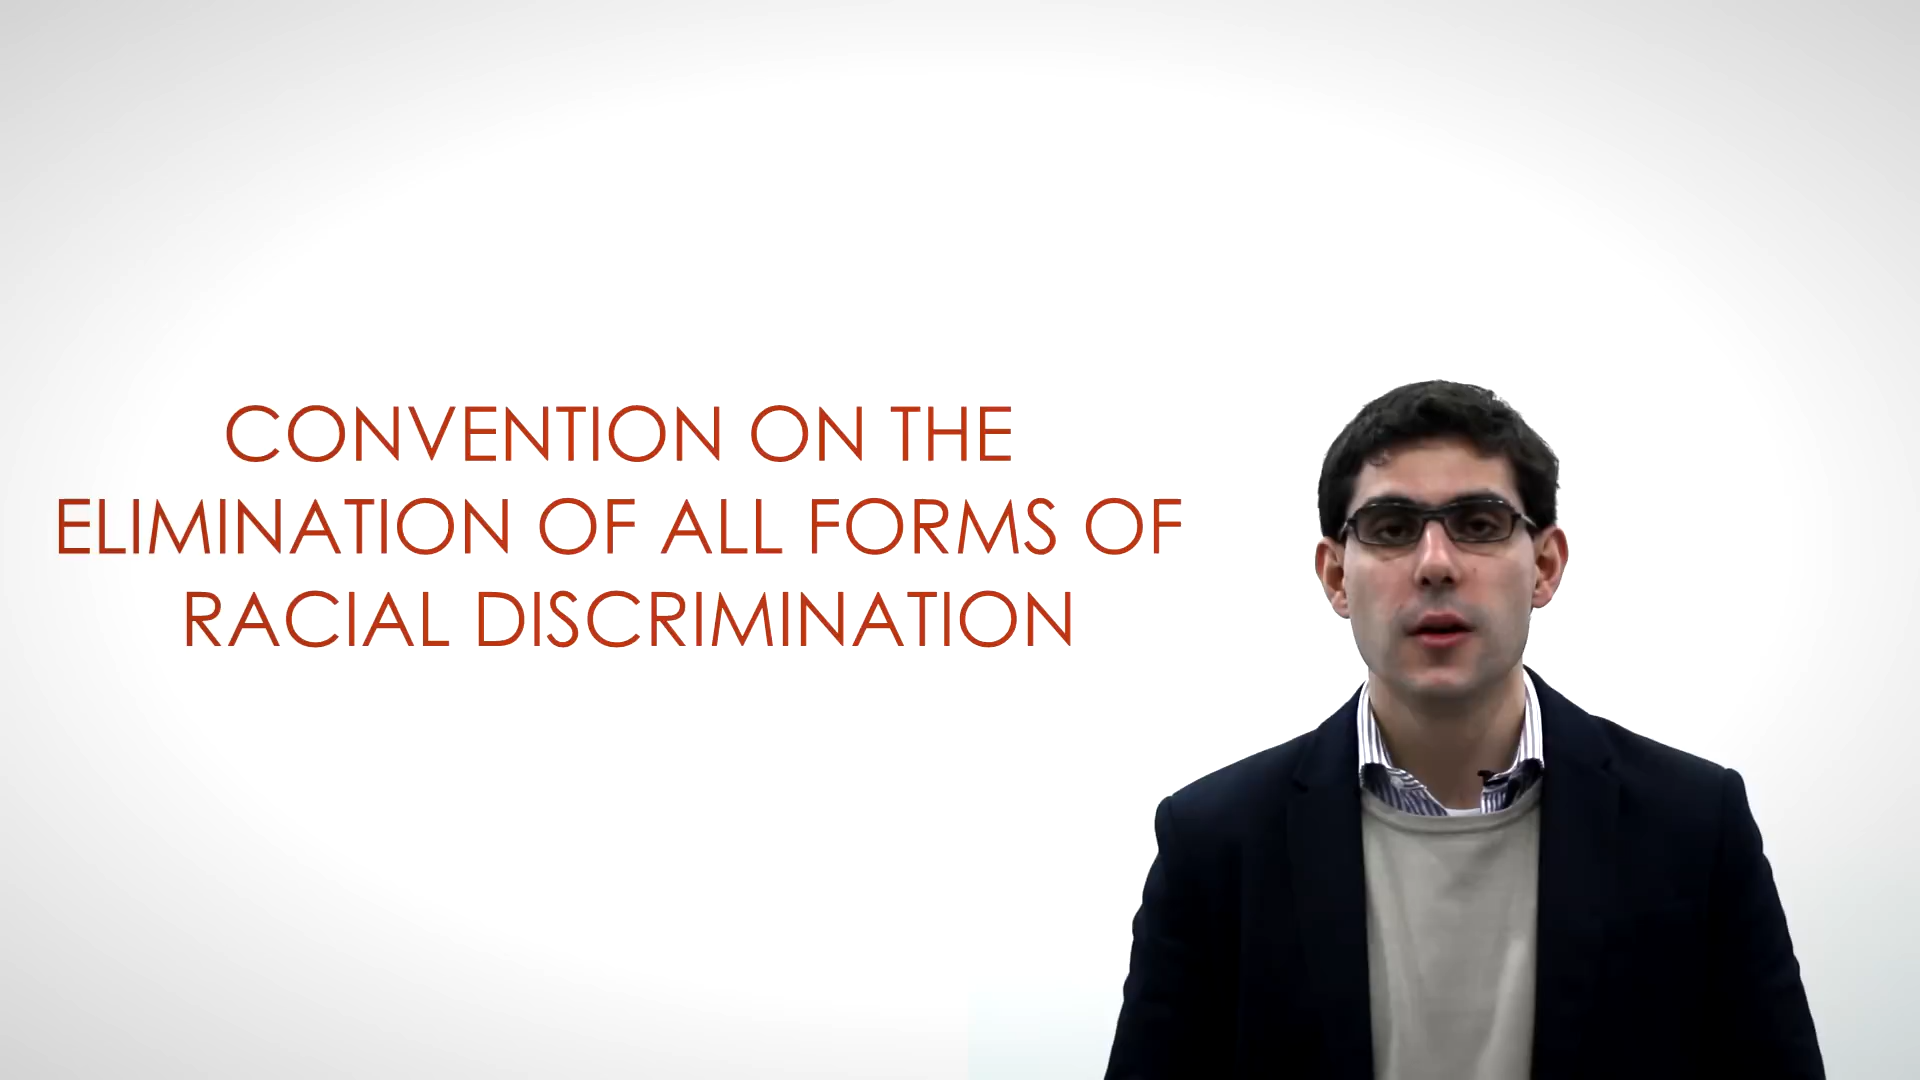 CONVENTION ON THE
ELIMINATION OF ALL FORMS OF
RACIAL DISCRIMINATION